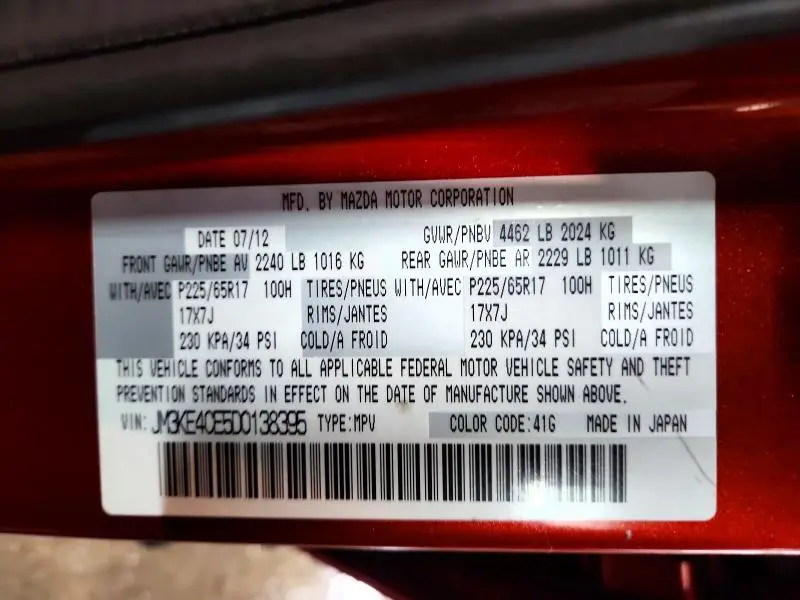 MFD. BY MAZDA MOTOR CORPORATION
DATE 07/12 GVWR/PNBV 4462 LB 2024 KG
FRONT GAWR/PNBE AV 2240 LB 1016 KG REAR GAWR/PNBE AR 2229 LB 1011 KG
WITH/AVEC P225/65R17 100H TIRES/PNEUS WITH/AVEC P225/65R17 100H TIRES/PNEUS
17X7J RIMS/JANTES 17X7J RIMS/JANTES
230 KPA/34 PSI COLD/A FROID 230 KPA/34 PSI COLD/A FROID
THIS VEHICLE CONFORMS TO ALL APPLICABLE FEDERAL MOTOR VEHICLE SAFETY AND THEFT
PREVENTION STANDARDS IN EFFECT ON THE DATE OF MANUFACTURE SHOWN ABOVE.
VIN: JM3KE4CE5D0138395 TYPE:MPV COLOR CODE:41G MADE IN JAPAN